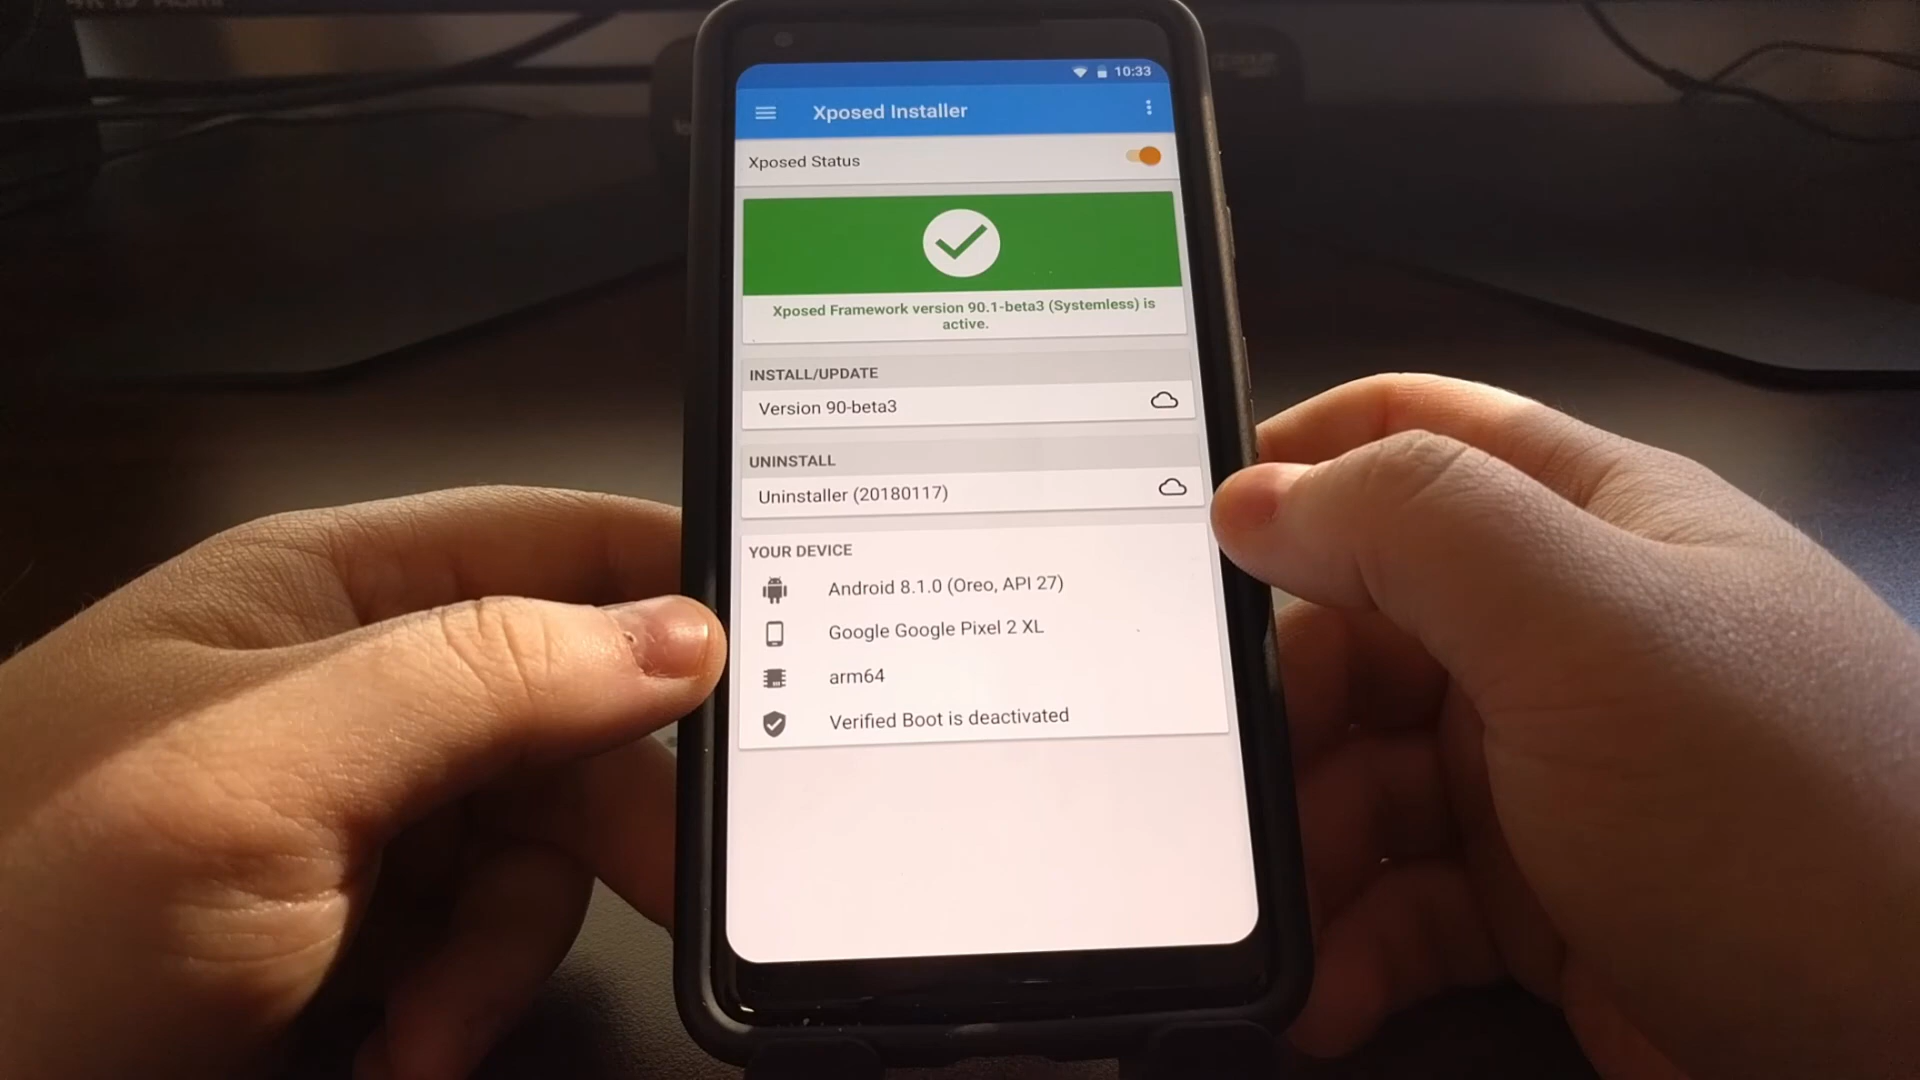 10:33
Xposed Installer
Xposed Status
Xposed Framework version 90.1-beta3 (Systemless) is
active.
INSTALL/UPDATE
Version 90-beta3
UNINSTALL
Uninstaller (20180117)
YOUR DEVICE
Android 8.1.0 (Oreo, API 27)
Google Google Pixel 2 XL
arm64
Verified Boot is deactivated